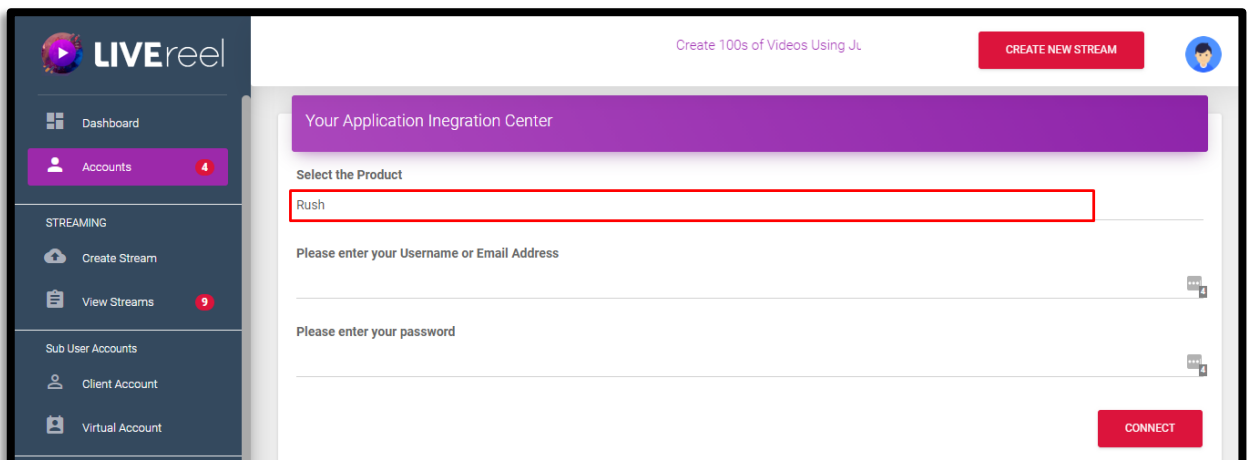 LIVEreel
Create 100s of Videos Using
CREATE NEW STREAM
Dashboard
Accounts
4
STREAMING
Create Stream
View Streams
9
Sub User Accounts
Client Account
Virtual Account
Your Application Inegration Center
Select the Product
Rush
Please enter your Username or Email Address
4
Please enter your password
4
CONNECT